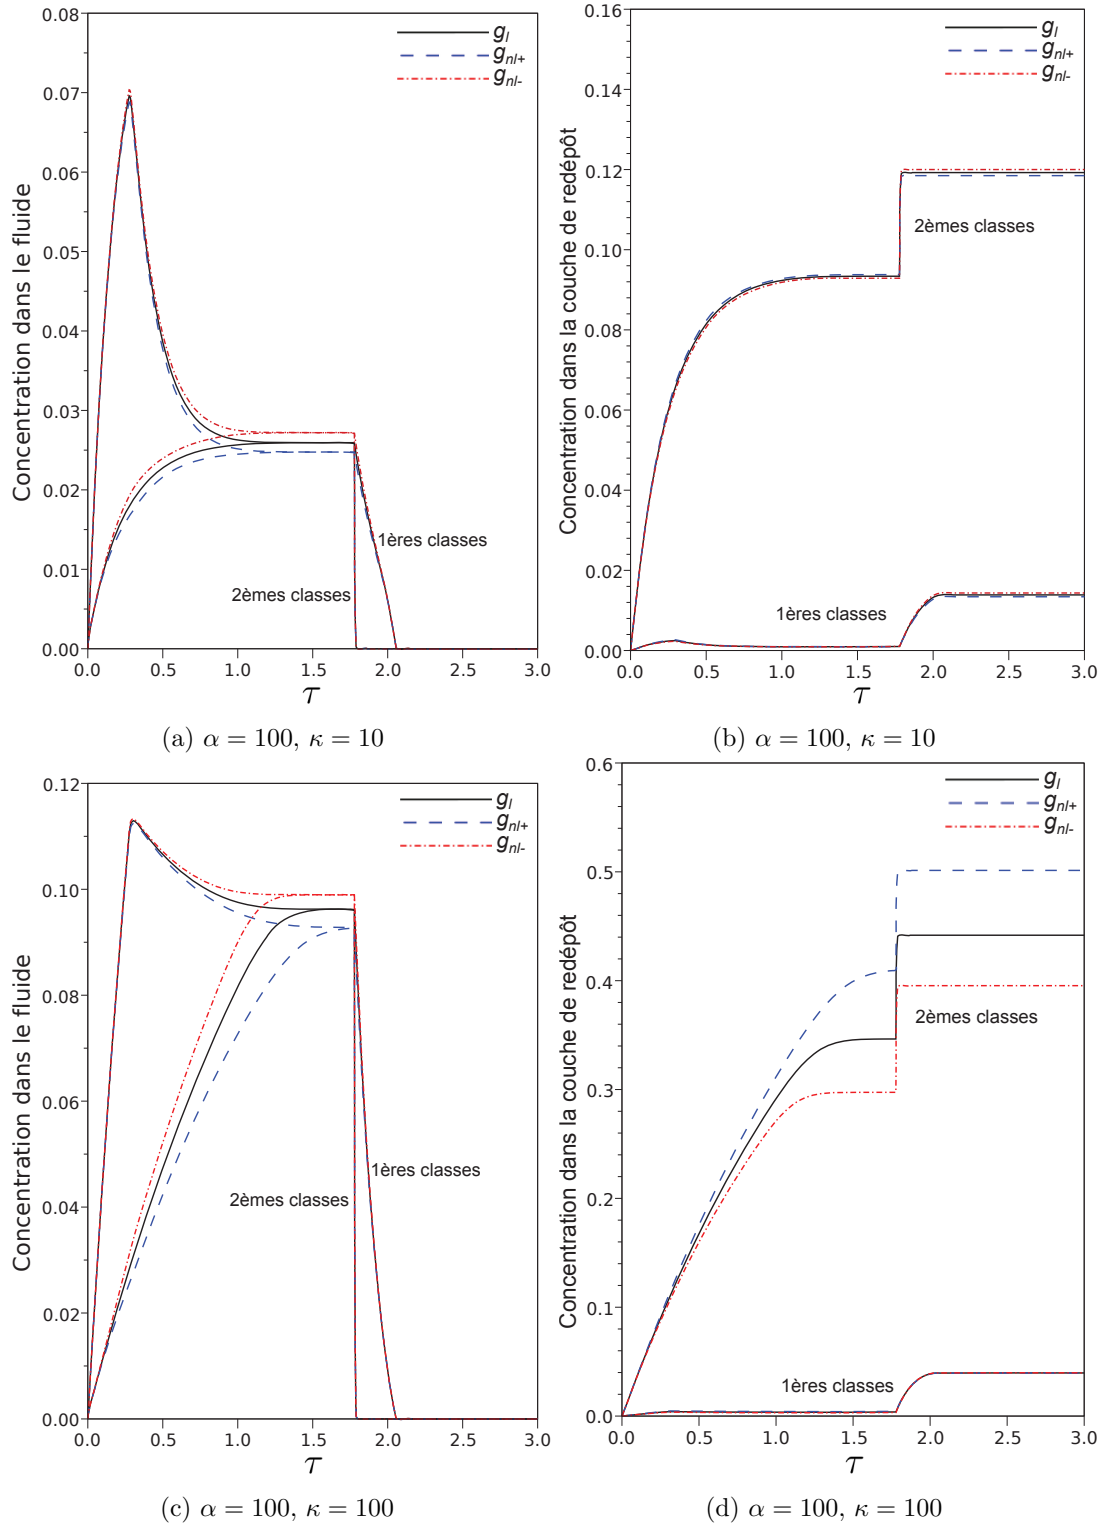 Concentration dans le fluide
0.08
0.07
0.06
0.05
0.04
0.03
0.02
0.01
0.00
g_l
g_nl+
g_nl-
1ères classes
2èmes classes
0.0 0.5 1.0 1.5 2.0 2.5 3.0
τ
(a) α = 100, κ = 10
Concentration dans la couche de redépôt
0.16
0.14
0.12
0.10
0.08
0.06
0.04
0.02
0.00
g_l
g_nl+
g_nl-
2èmes classes
1ères classes
0.0 0.5 1.0 1.5 2.0 2.5 3.0
τ
(b) α = 100, κ = 10
Concentration dans le fluide
0.12
0.10
0.08
0.06
0.04
0.02
0.00
g_l
g_nl+
g_nl-
1ères classes
2èmes classes
0.0 0.5 1.0 1.5 2.0 2.5 3.0
τ
(c) α = 100, κ = 100
Concentration dans la couche de redépôt
0.6
0.5
0.4
0.3
0.2
0.1
0.0
g_l
g_nl+
g_nl-
2èmes classes
1ères classes
0.0 0.5 1.0 1.5 2.0 2.5 3.0
τ
(d) α = 100, κ = 100